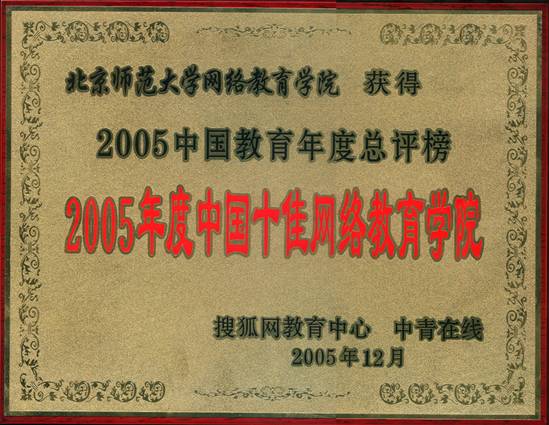 北京师范大学网络教育学院 获得
2005中国教育年度总评榜
2005年度中国十佳网络教育学院
搜狐网教育中心 中青在线
2005年12月